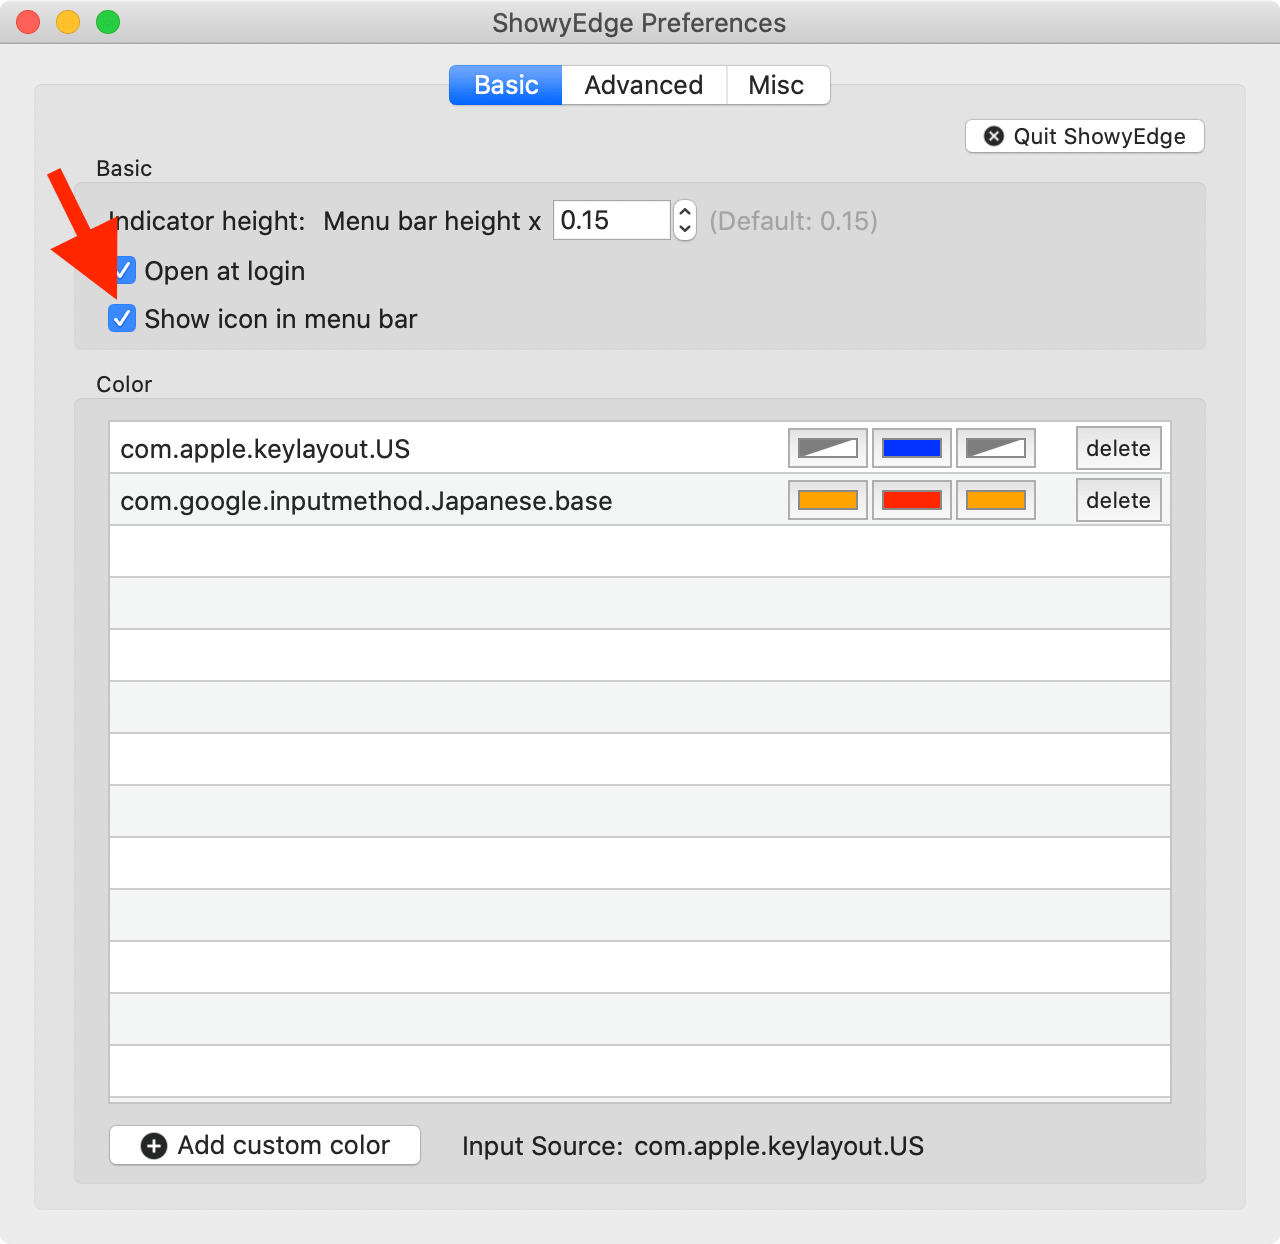 ShowyEdge Preferences
Basic Advanced Misc
Quit ShowyEdge
Basic
Indicator height: Menu bar height x 0.15 (Default: 0.15)
Open at login
Show icon in menu bar
Color
com.apple.keylayout.US delete
com.google.inputmethod.Japanese.base delete
Add custom color Input Source: com.apple.keylayout.US